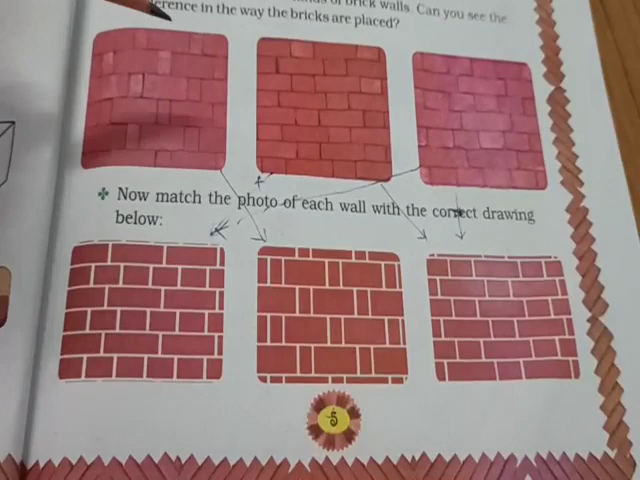 of brick walls. Can you see the
erence in the way the bricks are placed?
Now match the photo of each wall with the correct drawing
below: